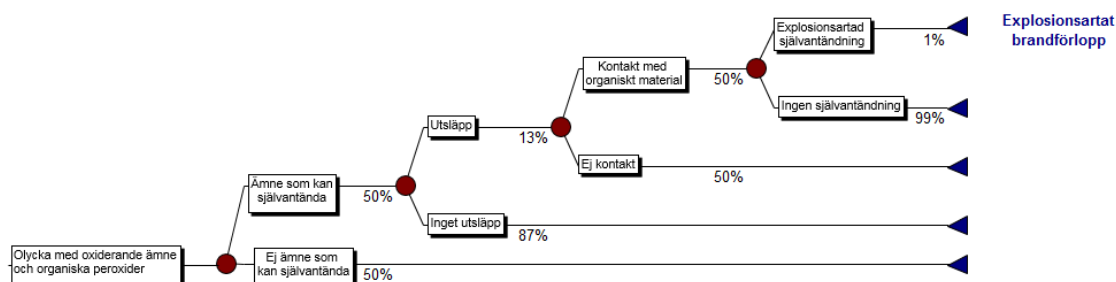 Explosionsartad
självantändning
1%
Explosionsartat
brandförlopp
Kontakt med
organiskt material
50%
Ingen självantändning
99%
Utsläpp
13%
Ej kontakt
50%
Ämne som kan
självantända
50%
Inget utsläpp
87%
Olycka med oxiderande ämne
och organiska peroxider
Ej ämne som
kan självantända
50%